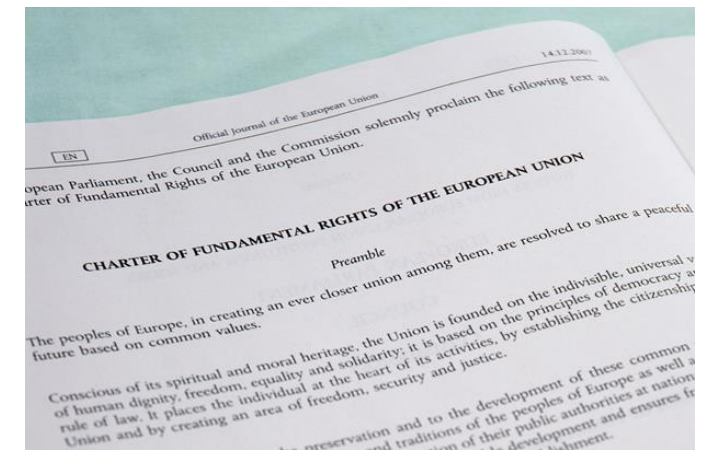 14.12.2007
Official Journal of the European Union
EN
opean Parliament, the Council and the Commission solemnly proclaim the following text as
arter of Fundamental Rights of the European Union.
CHARTER OF FUNDAMENTAL RIGHTS OF THE EUROPEAN UNION
Preamble
The peoples of Europe, in creating an ever closer union among them, are resolved to share a peaceful
future based on common values.
Conscious of its spiritual and moral heritage, the Union is founded on the indivisible, universal v
of human dignity, freedom, equality and solidarity; it is based on the principles of democracy a
rule of law. It places the individual at the heart of its activities, by establishing the citizenship
Union and by creating an area of freedom, security and justice.
preservation and to the development of these common
and traditions of the peoples of Europe as well a
of their public authorities at nation
development and ensures f